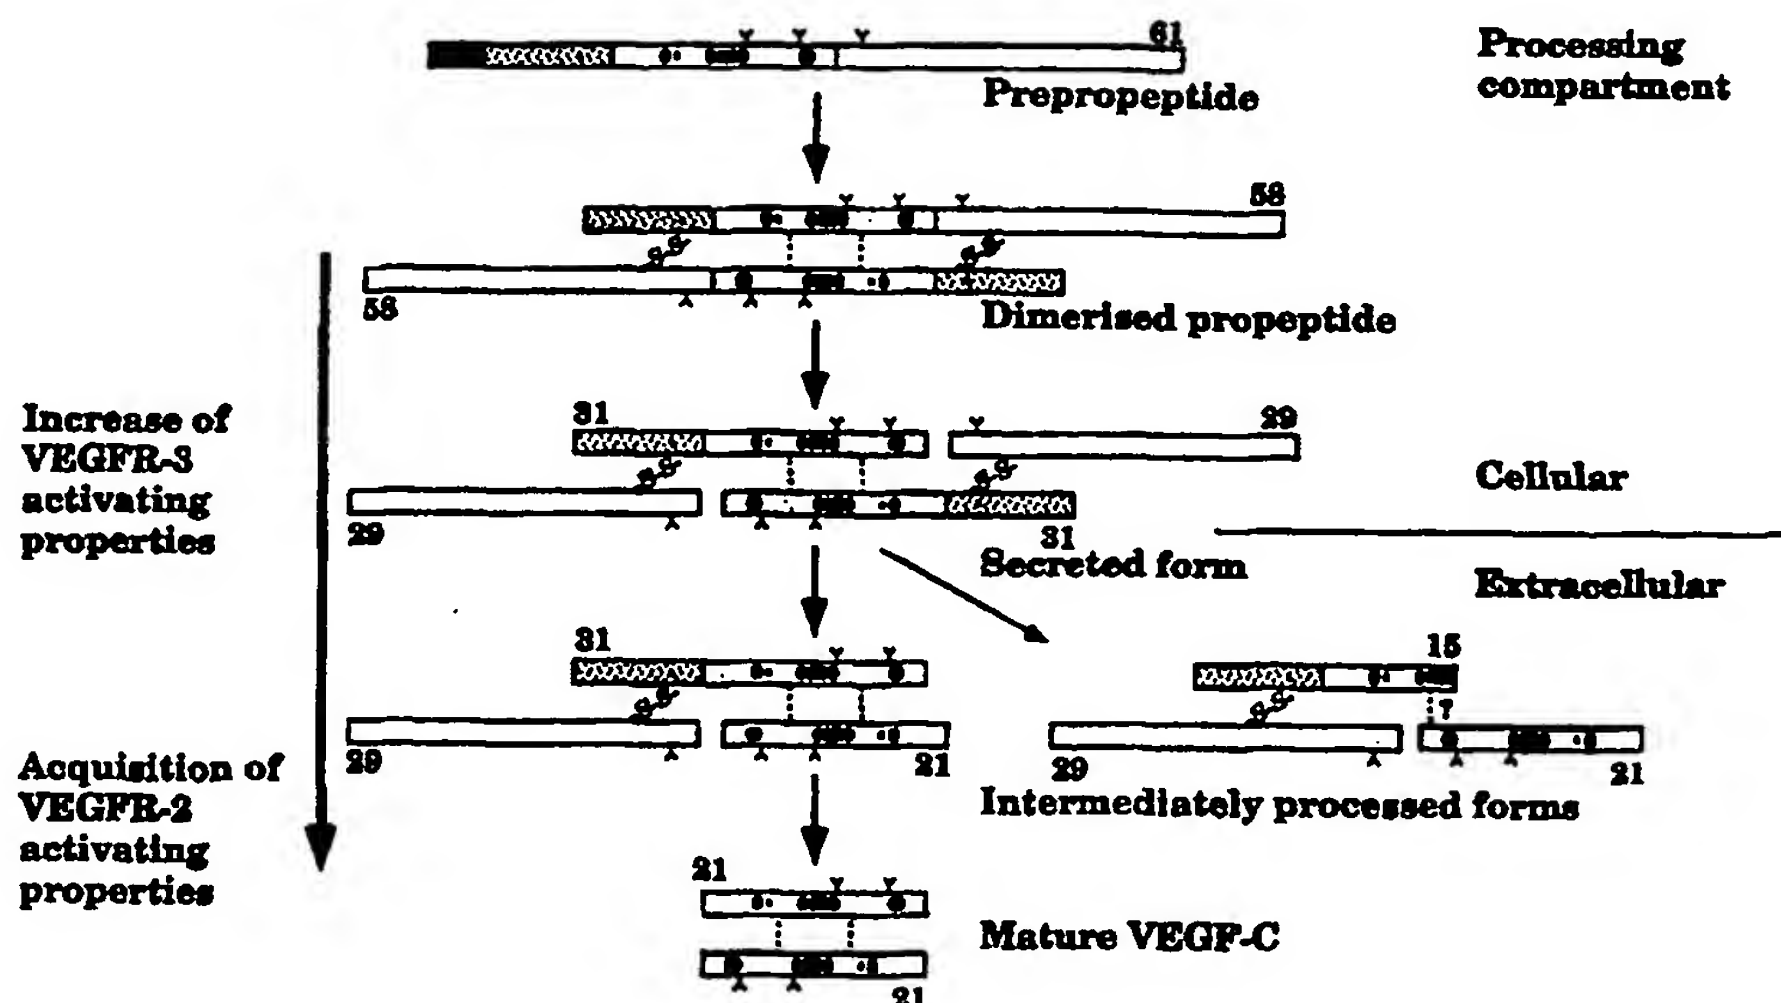 61
Processing
compartment
Prepropeptide
58
S-S
S-S
58
Dimerised propeptide
Increase of
VEGFR-3
activating
properties
31
29
S-S
S-S
29
31
Cellular
Secreted form
Extracellular
31
15
S-S
S-S
?
29
21
29
21
Intermediately processed forms
Acquisition of
VEGFR-2
activating
properties
21
Mature VEGF-C
21